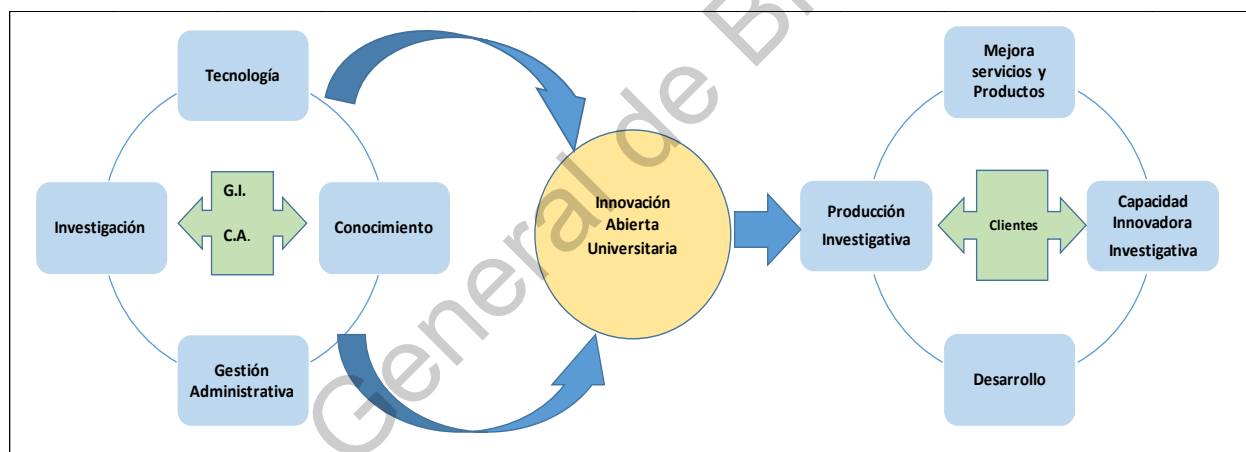 Tecnología
G.I.
C.A.
Investigación
Conocimiento
Gestión
Administrativa
Innovación
Abierta
Universitaria
Mejora
servicios y
Productos
Producción
Investigativa
Clientes
Capacidad
Innovadora
Investigativa
Desarrollo
General de B